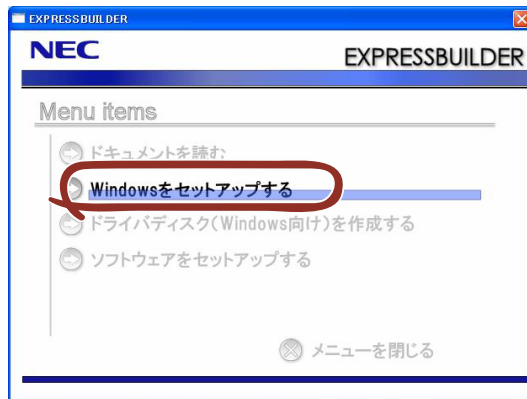 EXPRESSBUILDER
NEC
EXPRESSBUILDER
Menu items
ドキュメントを読む
Windowsをセットアップする
ドライバディスク(Windows向け)を作成する
ソフトウェアをセットアップする
メニューを閉じる